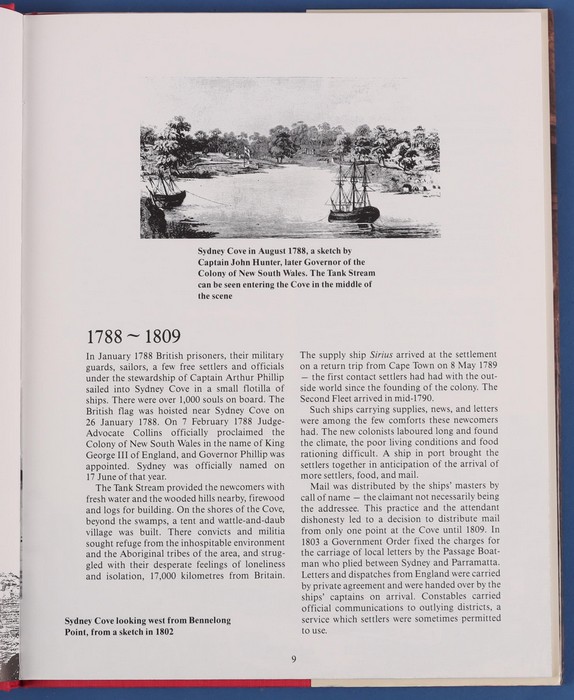 Sydney Cove in August 1788, a sketch by
Captain John Hunter, later Governor of the
Colony of New South Wales. The Tank Stream
can be seen entering the Cove in the middle of
the scene
1788 ~ 1809
In January 1788 British prisoners, their military
guards, sailors, a few free settlers and officials
under the stewardship of Captain Arthur Phillip
sailed into Sydney Cove in a small flotilla of
ships. There were over 1,000 souls on board. The
British flag was hoisted near Sydney Cove on
26 January 1788. On 7 February 1788 Judge-
Advocate Collins officially proclaimed the
Colony of New South Wales in the name of King
George III of England, and Governor Phillip was
appointed. Sydney was officially named on
17 June of that year.
The Tank Stream provided the newcomers with
fresh water and the wooded hills nearby, firewood
and logs for building. On the shores of the Cove,
beyond the swamps, a tent and wattle-and-daub
village was built. There convicts and militia
sought refuge from the inhospitable environment
and the Aboriginal tribes of the area, and strug-
gled with their desperate feelings of loneliness
and isolation, 17,000 kilometres from Britain.
The supply ship Sirius arrived at the settlement
on a return trip from Cape Town on 8 May 1789
— the first contact settlers had had with the out-
side world since the founding of the colony. The
Second Fleet arrived in mid-1790.
Such ships carrying supplies, news, and letters
were among the few comforts these newcomers
had. The new colonists laboured long and found
the climate, the poor living conditions and food
rationing difficult. A ship in port brought the
settlers together in anticipation of the arrival of
more settlers, food, and mail.
Mail was distributed by the ships' masters by
call of name — the claimant not necessarily being
the addressee. This practice and the attendant
dishonesty led to a decision to distribute mail
from only one point at the Cove until 1809. In
1803 a Government Order fixed the charges for
the carriage of local letters by the Passage Boat-
man who plied between Sydney and Parramatta.
Letters and dispatches from England were carried
by private agreement and were handed over by the
ships' captains on arrival. Constables carried
official communications to outlying districts, a
service which settlers were sometimes permitted
to use.
Sydney Cove looking west from Bennelong
Point, from a sketch in 1802
9